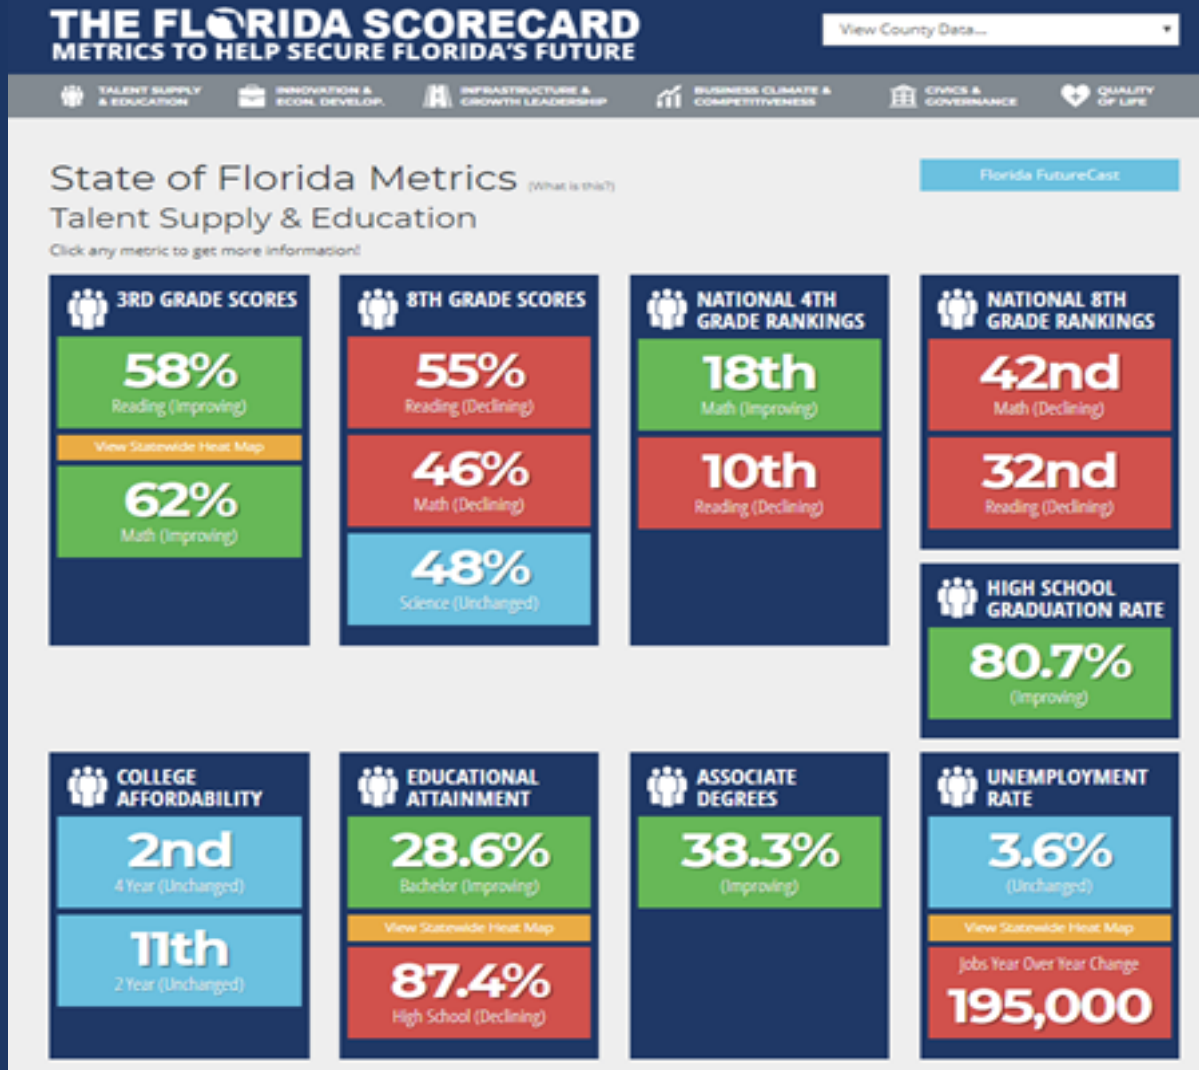 THE FLORIDA SCORECARD
METRICS TO HELP SECURE FLORIDA'S FUTURE
View County Data...
TALENT SUPPLY
& EDUCATION
INNOVATION &
ECON. DEVELOP.
INFRASTRUCTURE &
GROWTH LEADERSHIP
BUSINESS CLIMATE &
COMPETITIVENESS
CIVICS &
GOVERNANCE
QUALITY
OF LIFE
State of Florida Metrics (What is this?)
Florida FutureCast
Talent Supply & Education
Click any metric to get more information!
3RD GRADE SCORES
58%
Reading (Improving)
View Statewide Heat Map
62%
Math (Improving)
8TH GRADE SCORES
55%
Reading (Declining)
46%
Math (Declining)
48%
Science (Unchanged)
NATIONAL 4TH
GRADE RANKINGS
18th
Math (Improving)
10th
Reading (Declining)
NATIONAL 8TH
GRADE RANKINGS
42nd
Math (Declining)
32nd
Reading (Declining)
HIGH SCHOOL
GRADUATION RATE
80.7%
(Improving)
COLLEGE
AFFORDABILITY
2nd
4 Year (Unchanged)
11th
2 Year (Unchanged)
EDUCATIONAL
ATTAINMENT
28.6%
Bachelor (Improving)
View Statewide Heat Map
87.4%
High School (Declining)
ASSOCIATE
DEGREES
38.3%
(Improving)
UNEMPLOYMENT
RATE
3.6%
(Unchanged)
View Statewide Heat Map
Jobs Year Over Year Change
195,000